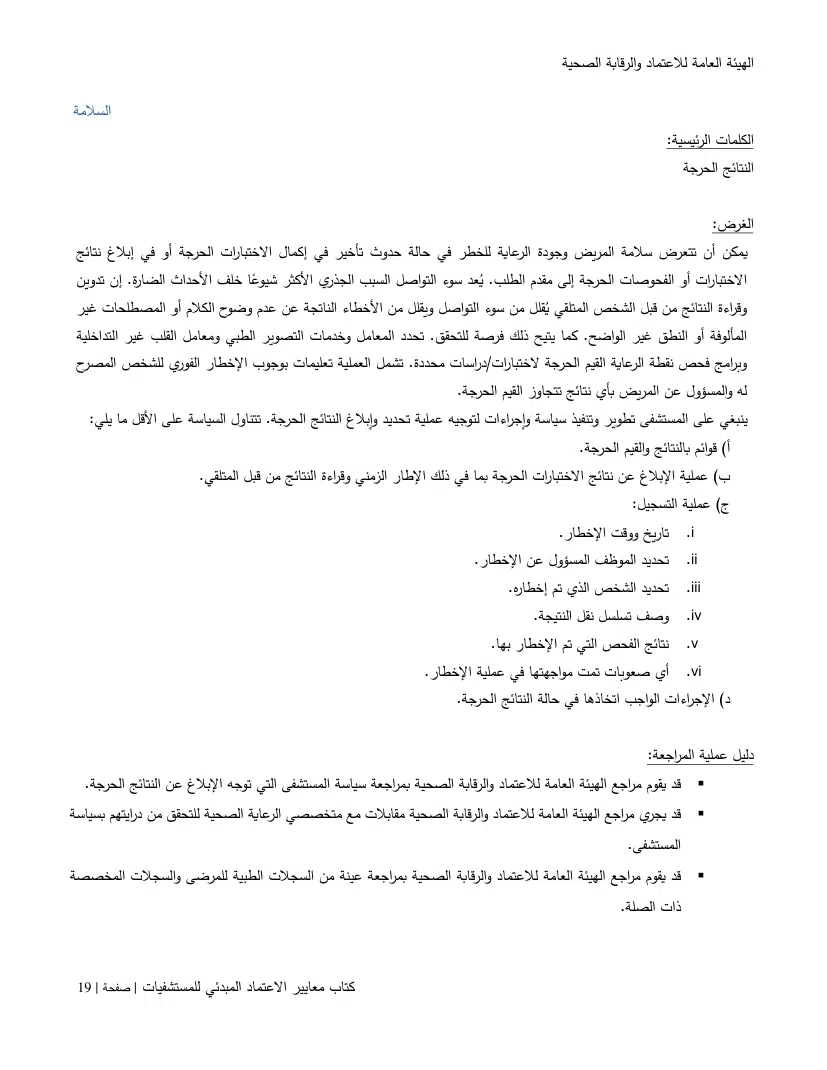 الهيئة العامة للاعتماد والرقابة الصحية
السلامة
الكلمات الرئيسية:
النتائج الحرجة
الغرض:
يمكن أن تتعرض سلامة المريض وجودة الرعاية للخطر في حالة حدوث تأخير في إكمال الاختبارات الحرجة أو في إبلاغ نتائج
الاختبارات أو الفحوصات الحرجة إلى مقدم الطلب. يُعد سوء التواصل السبب الجذري الأكثر شيوعًا خلف الأحداث الضارة. إن تدوين
وقراءة النتائج من قبل الشخص المتلقي يُقلل من سوء التواصل ويقلل من الأخطاء الناتجة عن عدم وضوح الكلام أو المصطلحات غير
المألوفة أو النطق غير الواضح. كما يتيح ذلك فرصة للتحقق. تحدد المعامل وخدمات التصوير الطبي ومعامل القلب غير التداخلية
وبرامج فحص نقطة الرعاية القيم الحرجة لاختبارات/دراسات محددة. تشمل العملية تعليمات بوجوب الإخطار الفوري للشخص المصرح
له والمسؤول عن المريض بأي نتائج تتجاوز القيم الحرجة.
ينبغي على المستشفى تطوير وتنفيذ سياسة وإجراءات لتوجيه عملية تحديد وإبلاغ النتائج الحرجة. تتناول السياسة على الأقل ما يلي:
أ) قوائم بالنتائج والقيم الحرجة.
ب) عملية الإبلاغ عن نتائج الاختبارات الحرجة بما في ذلك الإطار الزمني وقراءة النتائج من قبل المتلقي.
ج) عملية التسجيل:
i. تاريخ ووقت الإخطار.
ii. تحديد الموظف المسؤول عن الإخطار.
iii. تحديد الشخص الذي تم إخطاره.
iv. وصف تسلسل نقل النتيجة.
v. نتائج الفحص التي تم الإخطار بها.
vi. أي صعوبات تمت مواجهتها في عملية الإخطار.
د) الإجراءات الواجب اتخاذها في حالة النتائج الحرجة.
دليل عملية المراجعة:
▪ قد يقوم مراجع الهيئة العامة للاعتماد والرقابة الصحية بمراجعة سياسة المستشفى التي توجه الإبلاغ عن النتائج الحرجة.
▪ قد يجري مراجع الهيئة العامة للاعتماد والرقابة الصحية مقابلات مع متخصصي الرعاية الصحية للتحقق من درايتهم بسياسة
المستشفى.
▪ قد يقوم مراجع الهيئة العامة للاعتماد والرقابة الصحية بمراجعة عينة من السجلات الطبية للمرضى والسجلات المخصصة
ذات الصلة.
كتاب معايير الاعتماد المبدئي للمستشفيات | صفحة | 19